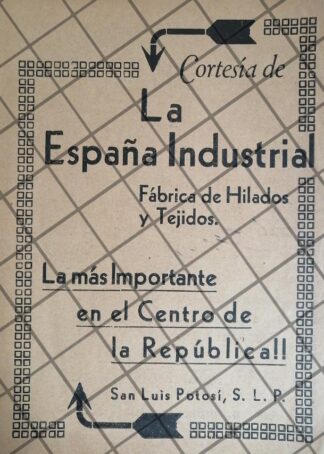 Cortesía de
La
España Industrial
Fábrica de Hilados
y Tejidos.
La más Importante
en el Centro de
la República!!
San Luis Potosí, S. L. P.